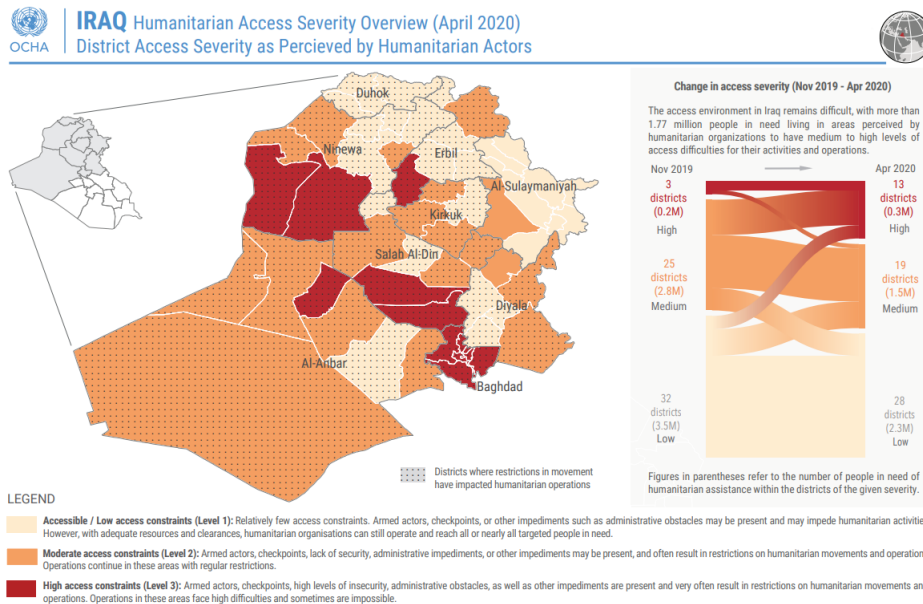 OCHA
IRAQ Humanitarian Access Severity Overview (April 2020)
District Access Severity as Percieved by Humanitarian Actors
Duhok
Ninewa
Erbil
Al-Sulaymaniyah
Kirkuk
Salah Al-Din
Diyala
Al-Anbar
Baghdad
Districts where restrictions in movement
have impacted humanitarian operations
Change in access severity (Nov 2019 - Apr 2020)
The access environment in Iraq remains difficult, with more than
1.77 million people in need living in areas perceived by
humanitarian organizations to have medium to high levels of
access difficulties for their activities and operations.
Nov 2019
Apr 2020
3
districts
(0.2M)
High
13
districts
(0.3M)
High
25
districts
(2.8M)
Medium
19
districts
(1.5M)
Medium
32
districts
(3.5M)
Low
28
districts
(2.3M)
Low
Figures in parentheses refer to the number of people in need of
humanitarian assistance within the districts of the given severity.
LEGEND
Accessible / Low access constraints (Level 1): Relatively few access constraints. Armed actors, checkpoints, or other impediments such as administrative obstacles may be present and may impede humanitarian activitie
However, with adequate resources and clearances, humanitarian organisations can still operate and reach all or nearly all targeted people in need.
Moderate access constraints (Level 2): Armed actors, checkpoints, lack of security, administrative impediments, or other impediments may be present, and often result in restrictions on humanitarian movements and operation
Operations continue in these areas with regular restrictions.
High access constraints (Level 3): Armed actors, checkpoints, high levels of insecurity, administrative obstacles, as well as other impediments are present and very often result in restrictions on humanitarian movements an
operations. Operations in these areas face high difficulties and sometimes are impossible.